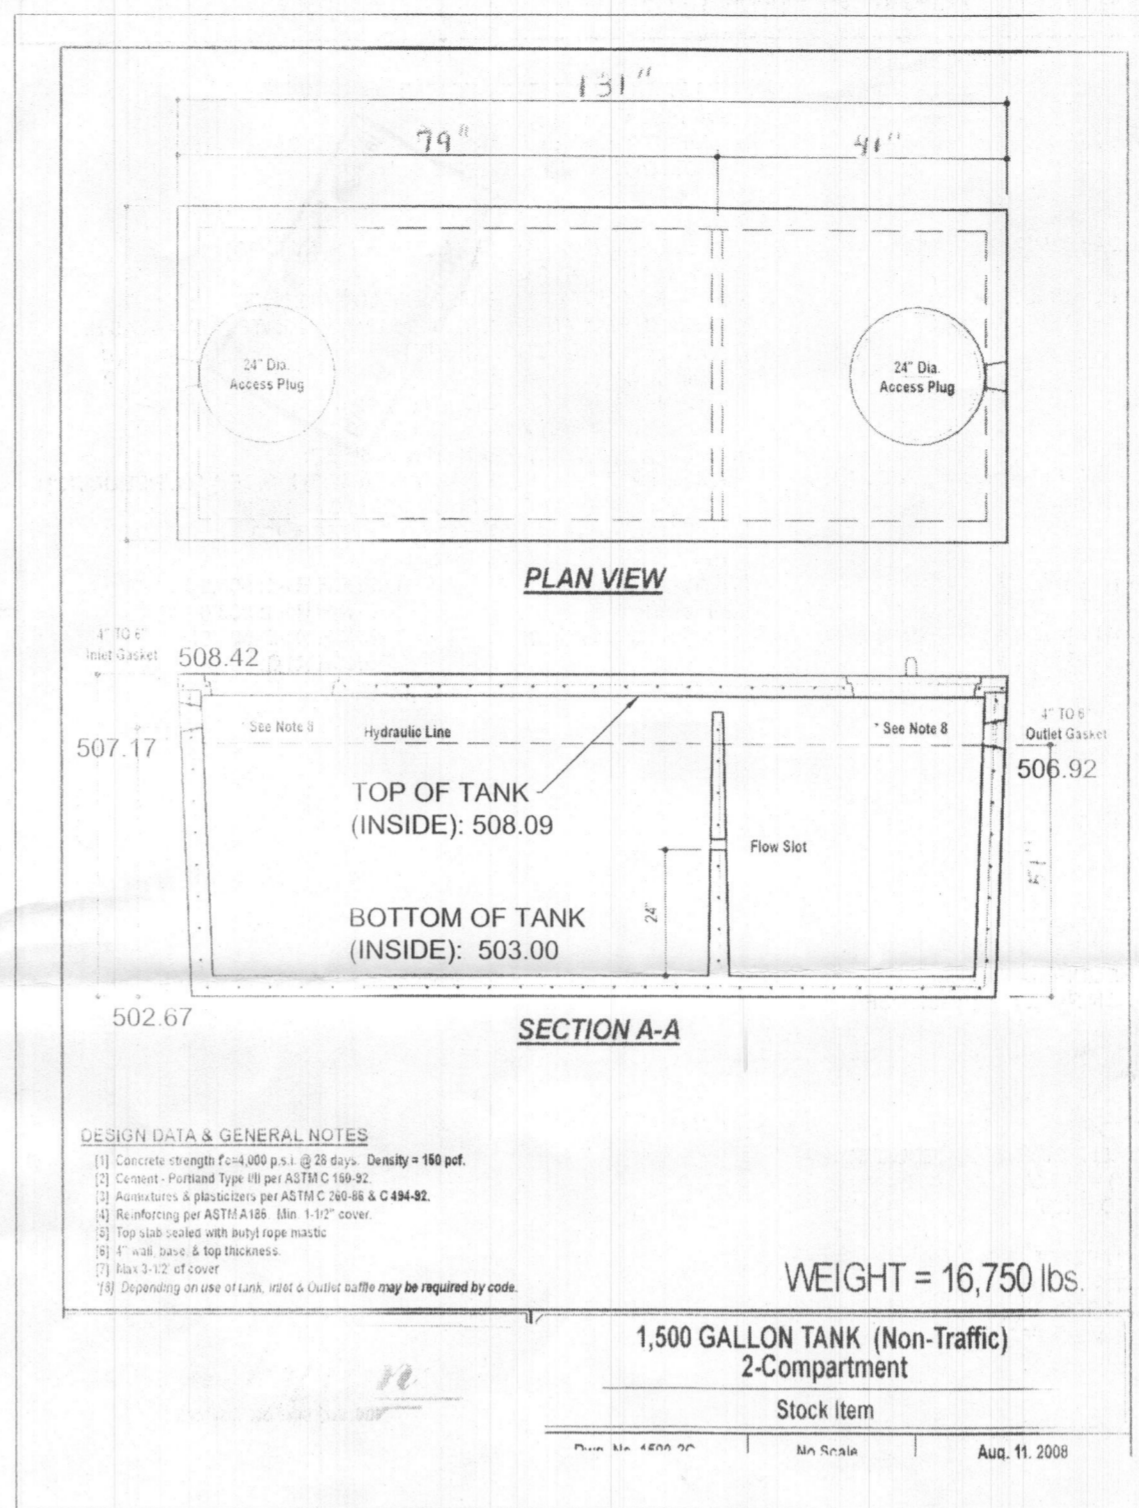 131"
79"
41"
24" Dia.
Access Plug
24" Dia.
Access Plug
PLAN VIEW
4" TO 6"
Inlet Gasket
508.42
* See Note 8
Hydraulic Line
* See Note 8
4" TO 6"
Outlet Gasket
507.17
506.92
TOP OF TANK
(INSIDE): 508.09
Flow Slot
24"
BOTTOM OF TANK
(INSIDE): 503.00
502.67
SECTION A-A
DESIGN DATA & GENERAL NOTES
[1] Concrete strength f'c=4,000 p.s.i. @ 28 days. Density = 150 pcf.
[2] Cement - Portland Type I/II per ASTM C 150-92.
[3] Admixtures & plasticizers per ASTM C 260-86 & C 494-92.
[4] Reinforcing per ASTM A185. Min. 1-1/2" cover.
[5] Top slab sealed with butyl rope mastic
[6] 4" wall, base, & top thickness.
[7] Max 3-1/2' of cover
*[8] Depending on use of tank, inlet & Outlet baffle may be required by code.
WEIGHT = 16,750 lbs.
1,500 GALLON TANK (Non-Traffic)
2-Compartment
Stock Item
Dwg. No. 1500-2C
No Scale
Aug. 11, 2008